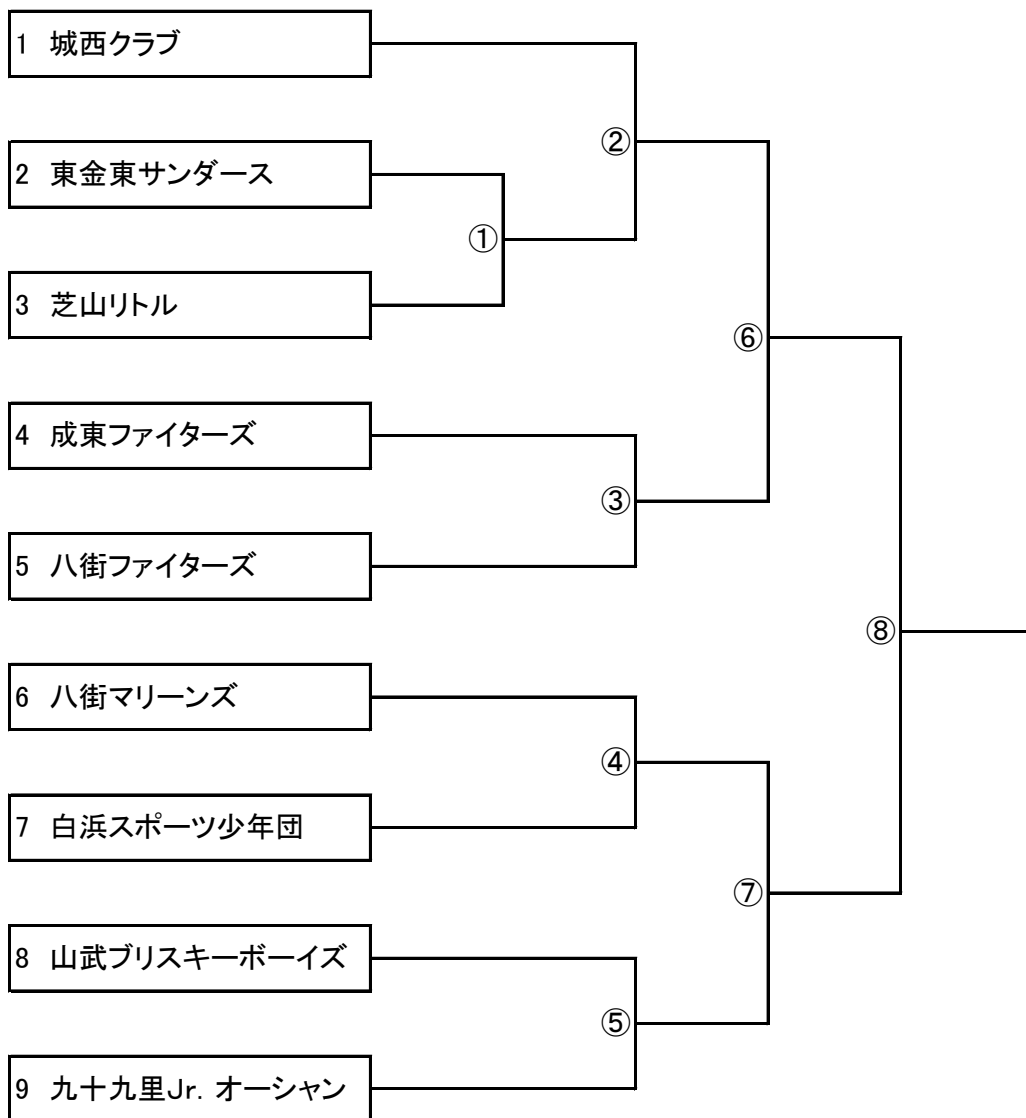 1 城西クラブ
②
2 東金東サンダース
①
3 芝山リトル
⑥
4 成東ファイターズ
③
5 八街ファイターズ
⑧
6 八街マリーンズ
④
7 白浜スポーツ少年団
⑦
8 山武ブリスキーボーイズ
⑤
9 九十九里Jr. オーシャン